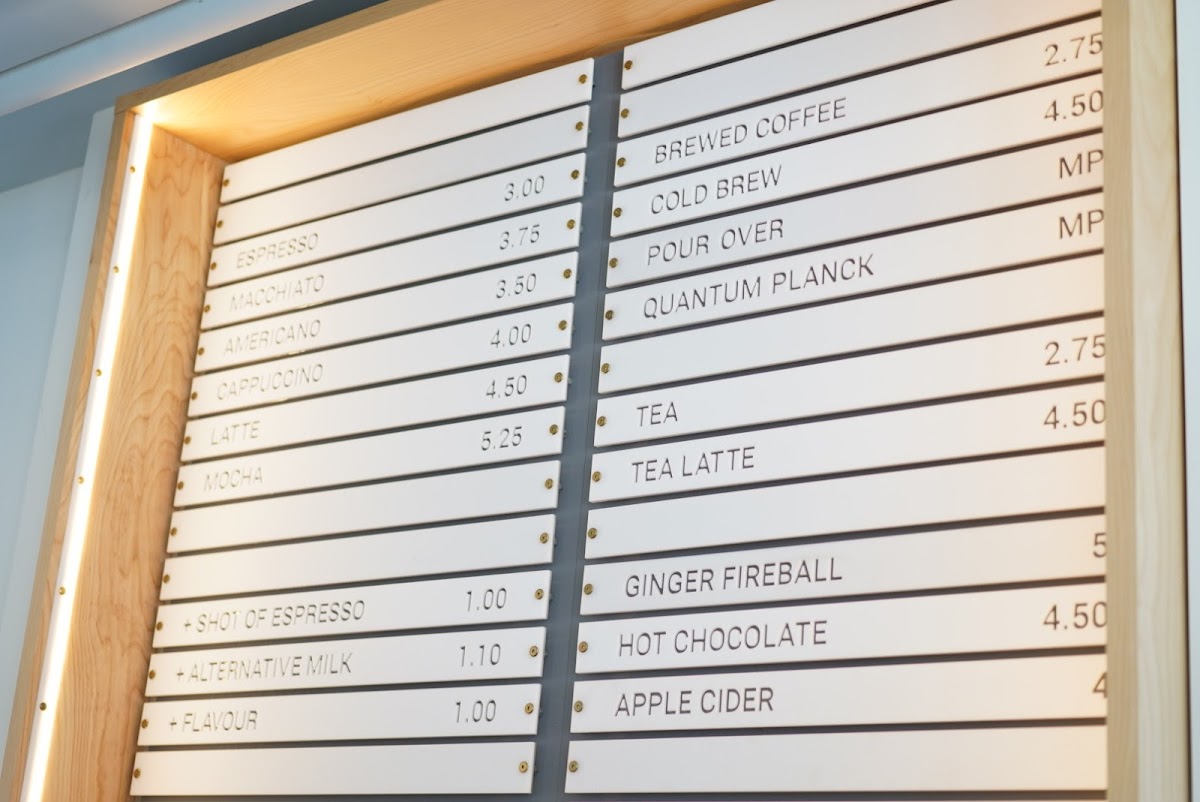 ESPRESSO 3.00
MACCHIATO 3.75
AMERICANO 3.50
CAPPUCCINO 4.00
LATTE 4.50
MOCHA 5.25
+ SHOT OF ESPRESSO 1.00
+ ALTERNATIVE MILK 1.10
+ FLAVOUR 1.00
BREWED COFFEE 2.75
COLD BREW 4.50
POUR OVER MP
QUANTUM PLANCK MP
TEA 2.75
TEA LATTE 4.50
GINGER FIREBALL 5
HOT CHOCOLATE 4.50
APPLE CIDER 4